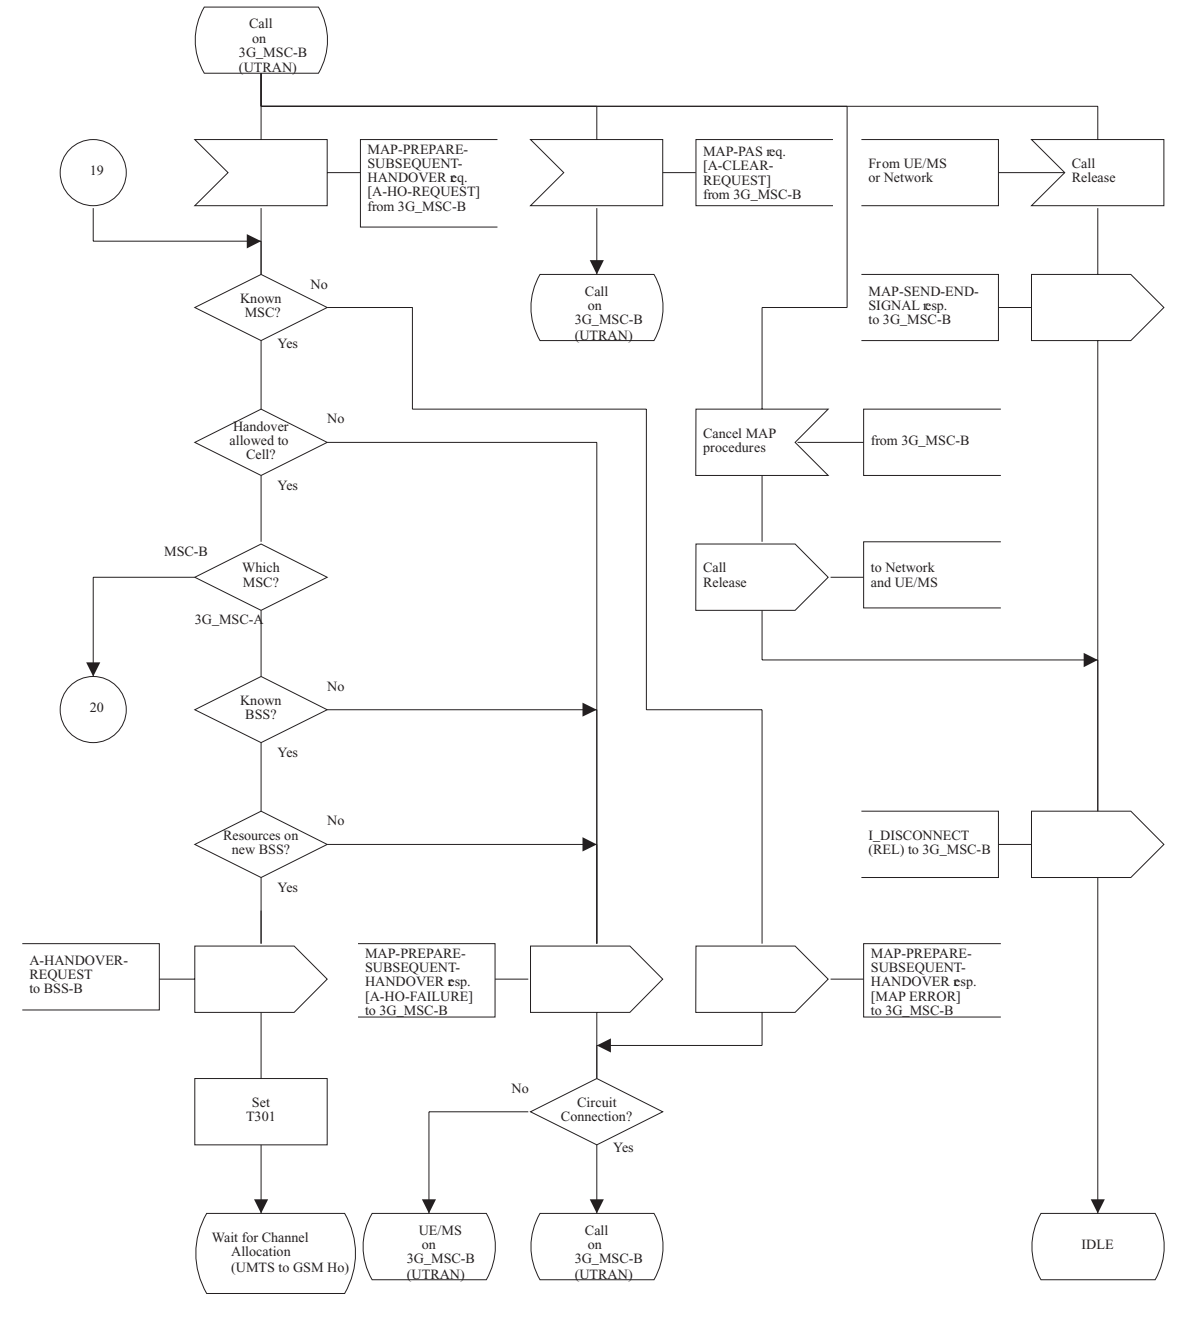 Call
on
3G_MSC-B
(UTRAN)
19
MAP-PREPARE-
SUBSEQUENT-
HANDOVER req.
[A-HO-REQUEST]
from 3G_MSC-B
MAP-PAS req.
[A-CLEAR-
REQUEST]
from 3G_MSC-B
From UE/MS
or Network
Call
Release
Known
MSC?
No
Yes
Call
on
3G_MSC-B
(UTRAN)
MAP-SEND-END-
SIGNAL resp.
to 3G_MSC-B
Handover
allowed to
Cell?
No
Yes
Cancel MAP
procedures
from 3G_MSC-B
MSC-B
Which
MSC?
3G_MSC-A
Call
Release
to Network
and UE/MS
20
Known
BSS?
No
Yes
Resources on
new BSS?
No
Yes
I_DISCONNECT
(REL) to 3G_MSC-B
A-HANDOVER-
REQUEST
to BSS-B
MAP-PREPARE-
SUBSEQUENT-
HANDOVER resp.
[A-HO-FAILURE]
to 3G_MSC-B
MAP-PREPARE-
SUBSEQUENT-
HANDOVER resp.
[MAP ERROR]
to 3G_MSC-B
Set
T301
No
Circuit
Connection?
Yes
Wait for Channel
Allocation
(UMTS to GSM Ho)
UE/MS
on
3G_MSC-B
(UTRAN)
Call
on
3G_MSC-B
(UTRAN)
IDLE